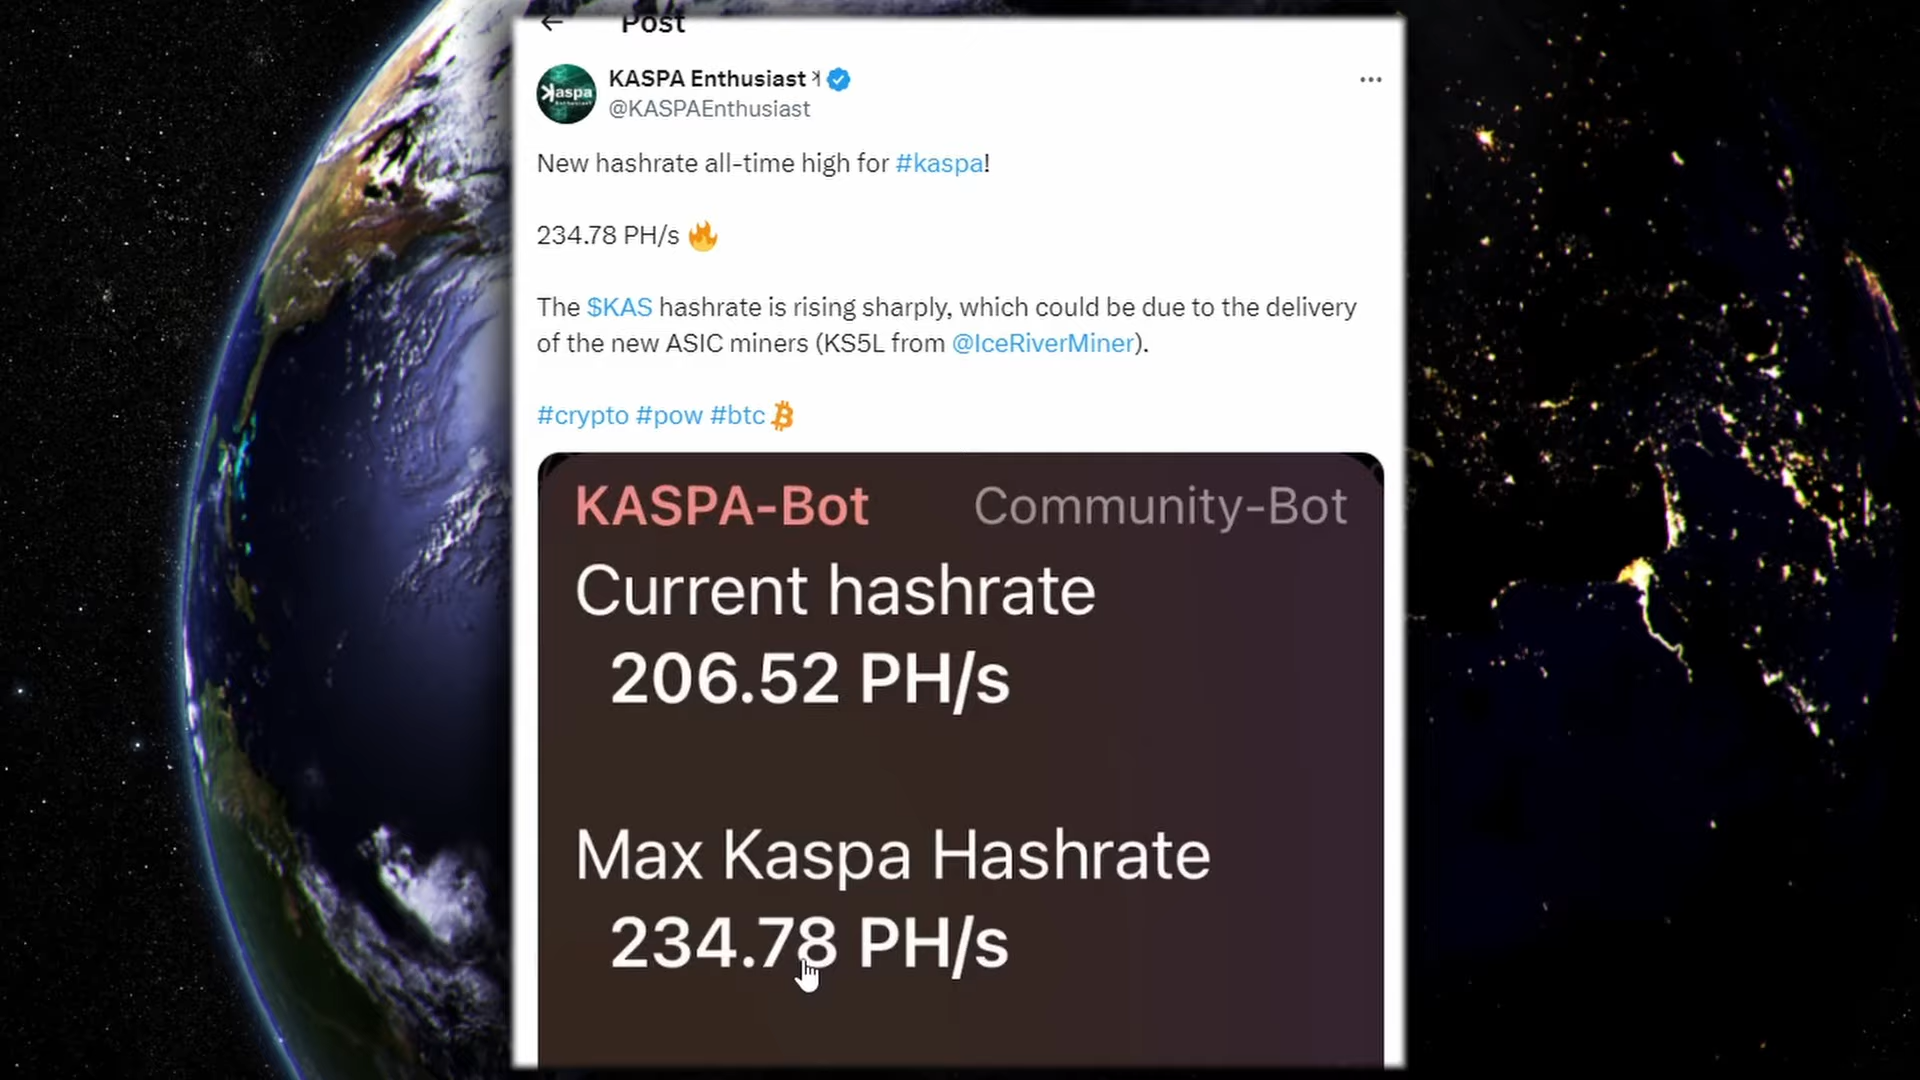 Post
KASPA Enthusiast
@KASPAEnthusiast
Kaspa
Enthusiast
New hashrate all-time high for #kaspa!
234.78 PH/s 🔥
The $KAS hashrate is rising sharply, which could be due to the delivery
of the new ASIC miners (KS5L from @IceRiverMiner).
#crypto #pow #btc
KASPA-Bot Community-Bot
Current hashrate
206.52 PH/s
Max Kaspa Hashrate
234.78 PH/s